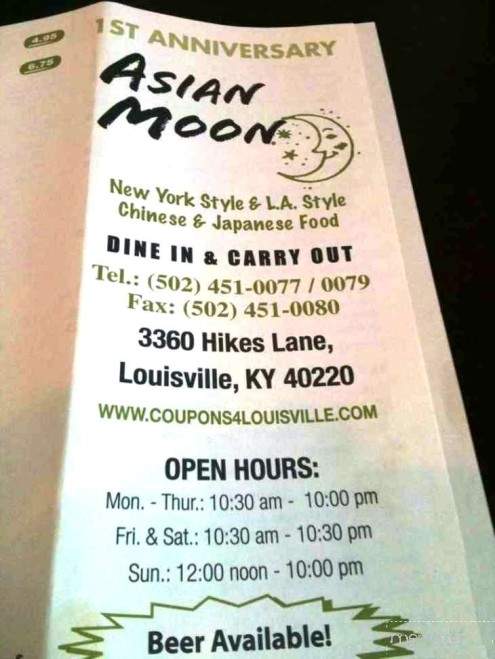 4.95
6.75
1ST ANNIVERSARY
ASIAN
MOON
New York Style & L.A. Style
Chinese & Japanese Food
DINE IN & CARRY OUT
Tel.: (502) 451-0077 / 0079
Fax: (502) 451-0080
3360 Hikes Lane,
Louisville, KY 40220
WWW.COUPONS4LOUISVILLE.COM
OPEN HOURS:
Mon. - Thur.: 10:30 am - 10:00 pm
Fri. & Sat.: 10:30 am - 10:30 pm
Sun.: 12:00 noon - 10:00 pm
Beer Available!